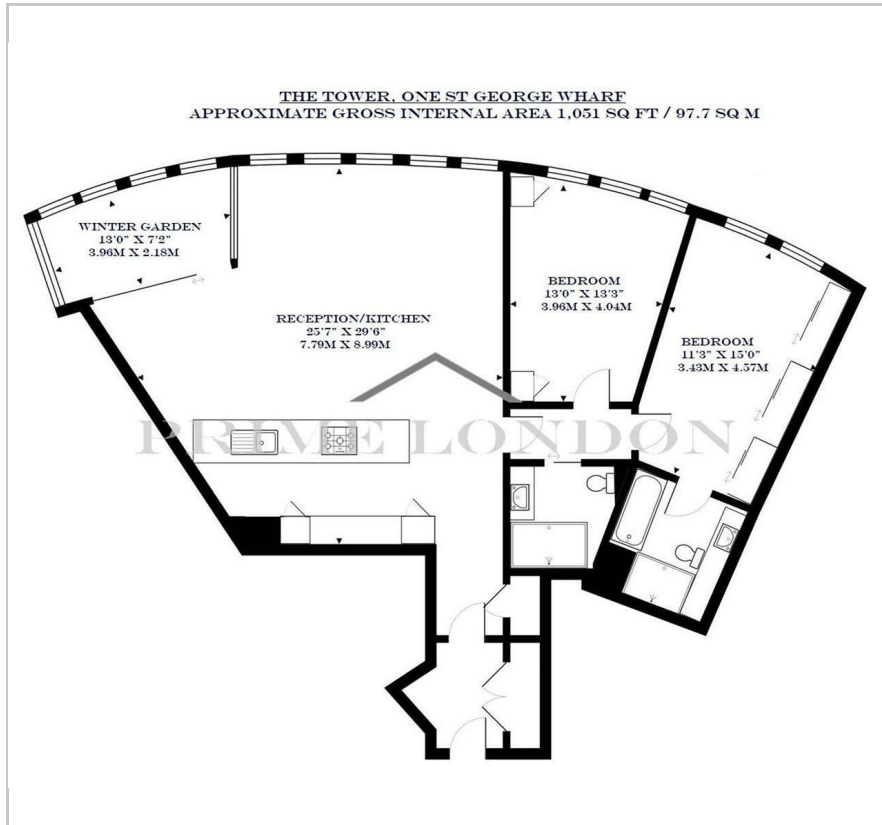 THE TOWER, ONE ST GEORGE WHARF
APPROXIMATE GROSS INTERNAL AREA 1,051 SQ FT / 97.7 SQ M
WINTER GARDEN
13'0" X 7'2"
3.96M X 2.18M
RECEPTION/KITCHEN
25'7" X 29'6"
7.79M X 8.99M
BEDROOM
13'0" X 13'3"
3.96M X 4.04M
BEDROOM
11'3" X 15'0"
3.43M X 4.57M
PRIME LONDON